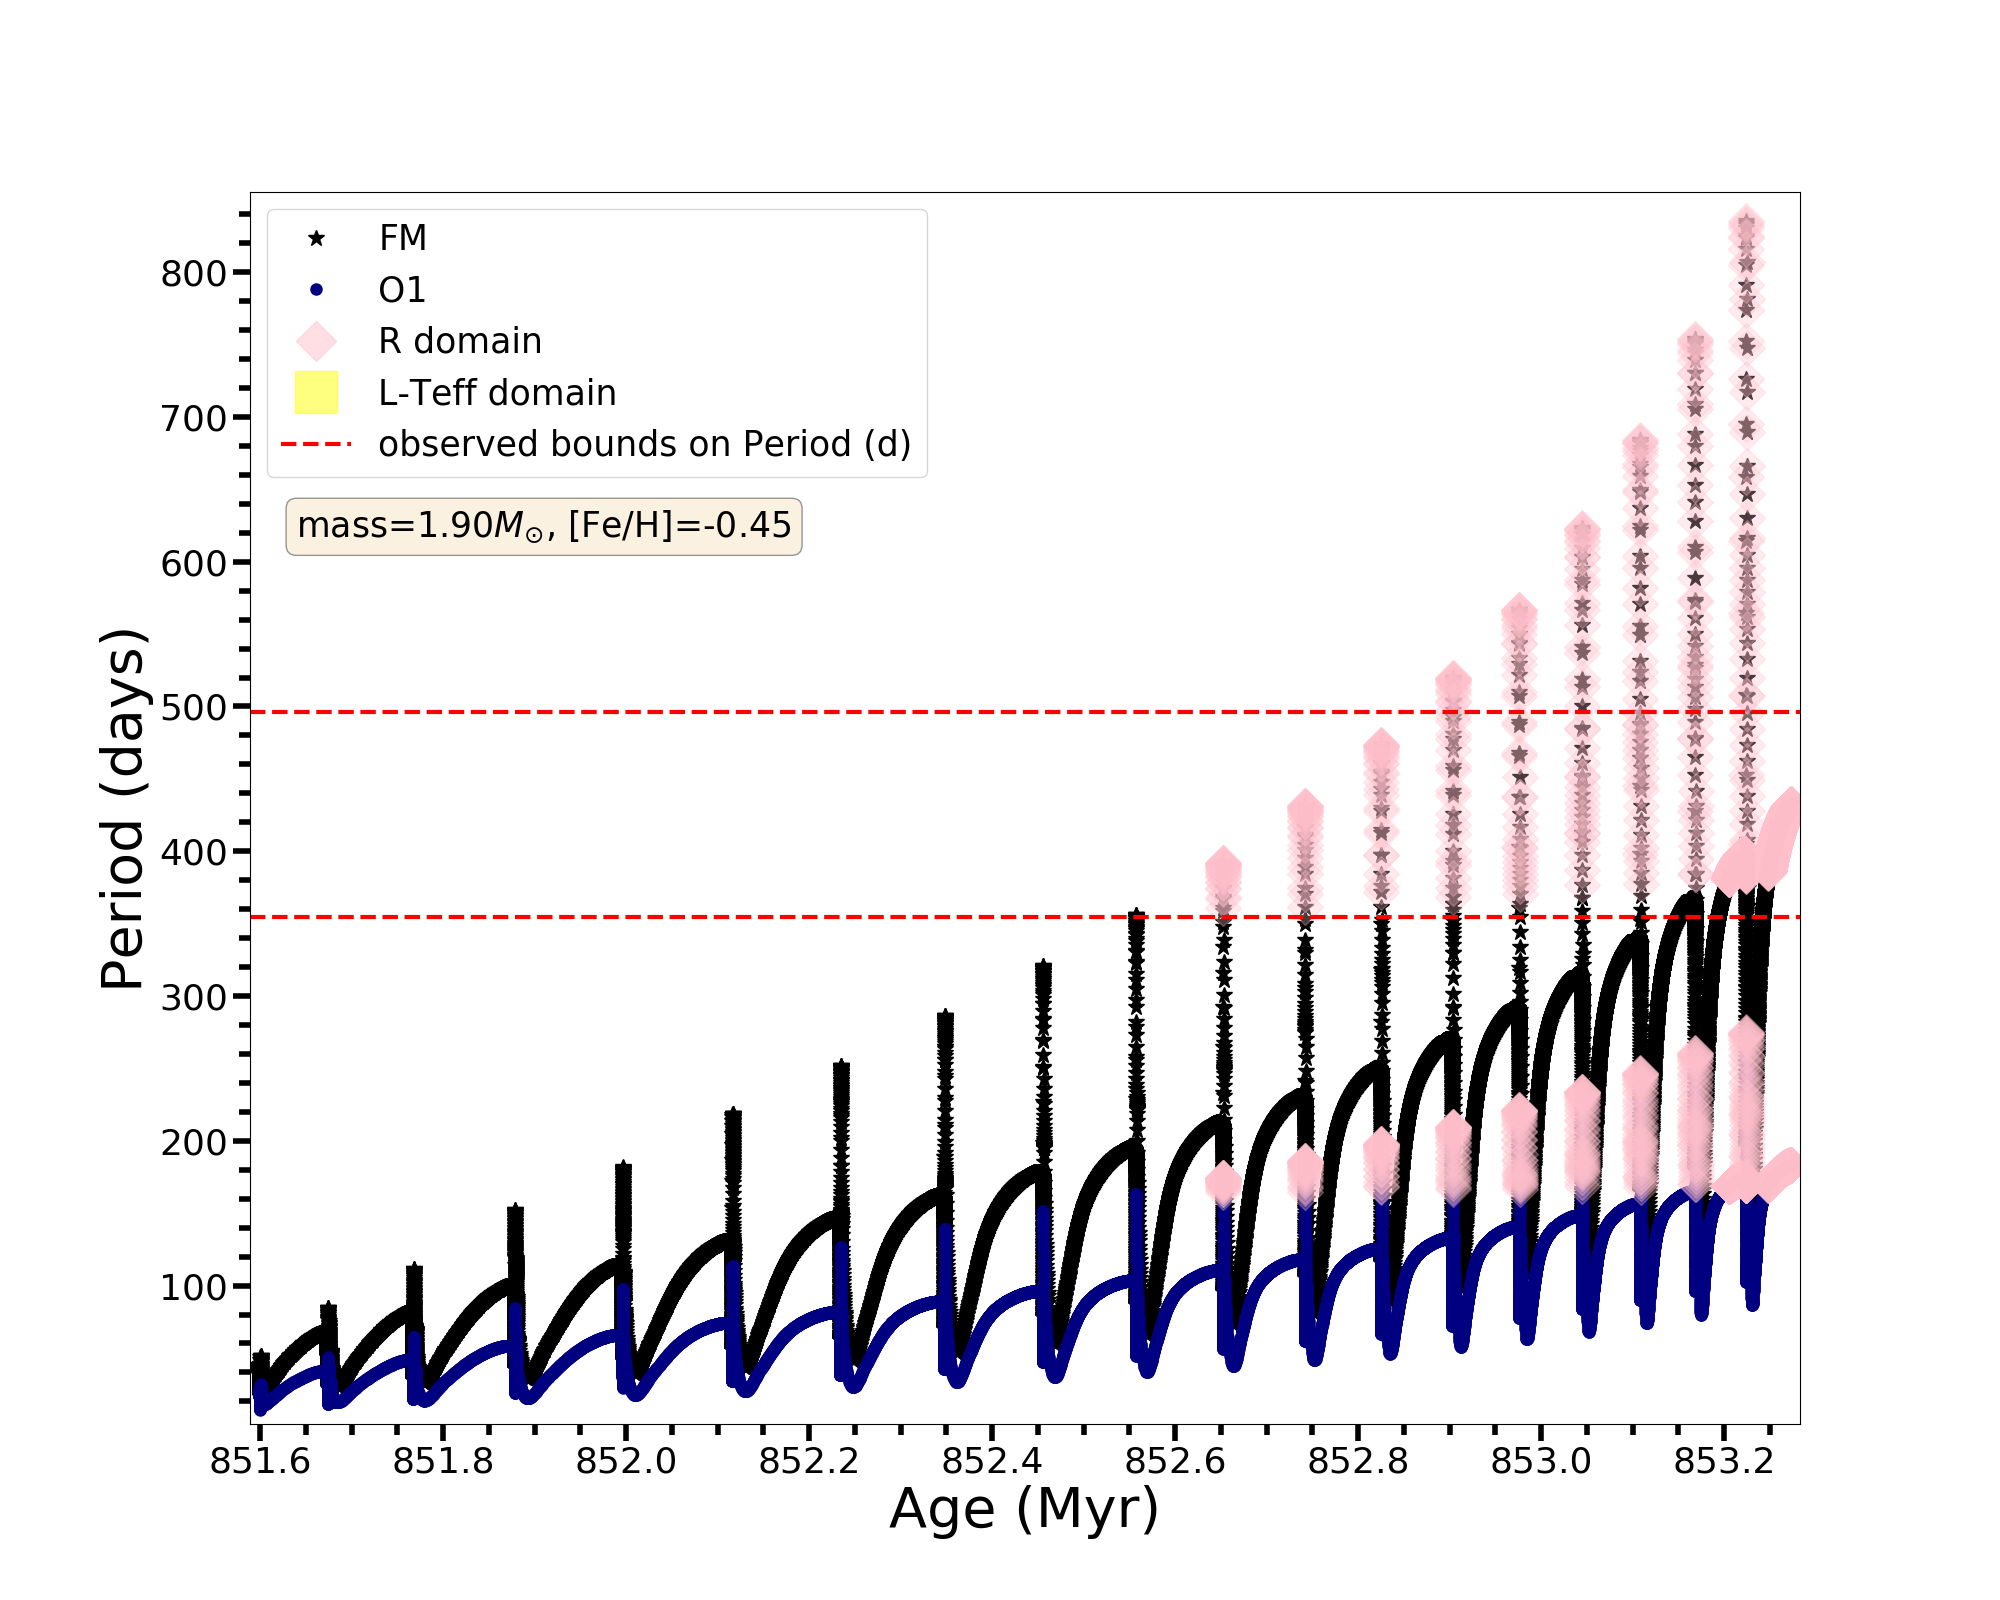 FM
O1
R domain
L-Teff domain
observed bounds on Period (d)
mass=1.90M⊙, [Fe/H]=-0.45
Period (days)
800
700
600
500
400
300
200
100
851.6 851.8 852.0 852.2 852.4 852.6 852.8 853.0 853.2
Age (Myr)